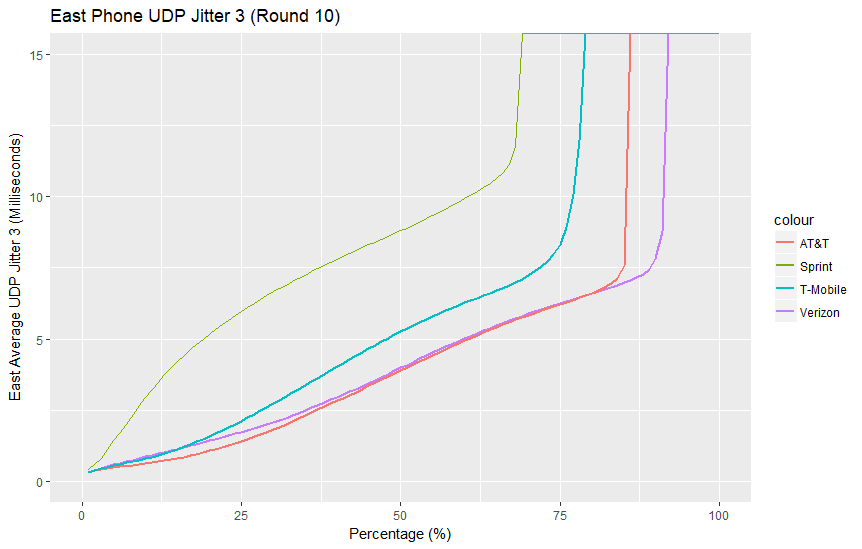 East Phone UDP Jitter 3 (Round 10)
East Average UDP Jitter 3 (Milliseconds)
15
10
5
0
0 25 50 75 100
Percentage (%)
colour
AT&T
Sprint
T-Mobile
Verizon